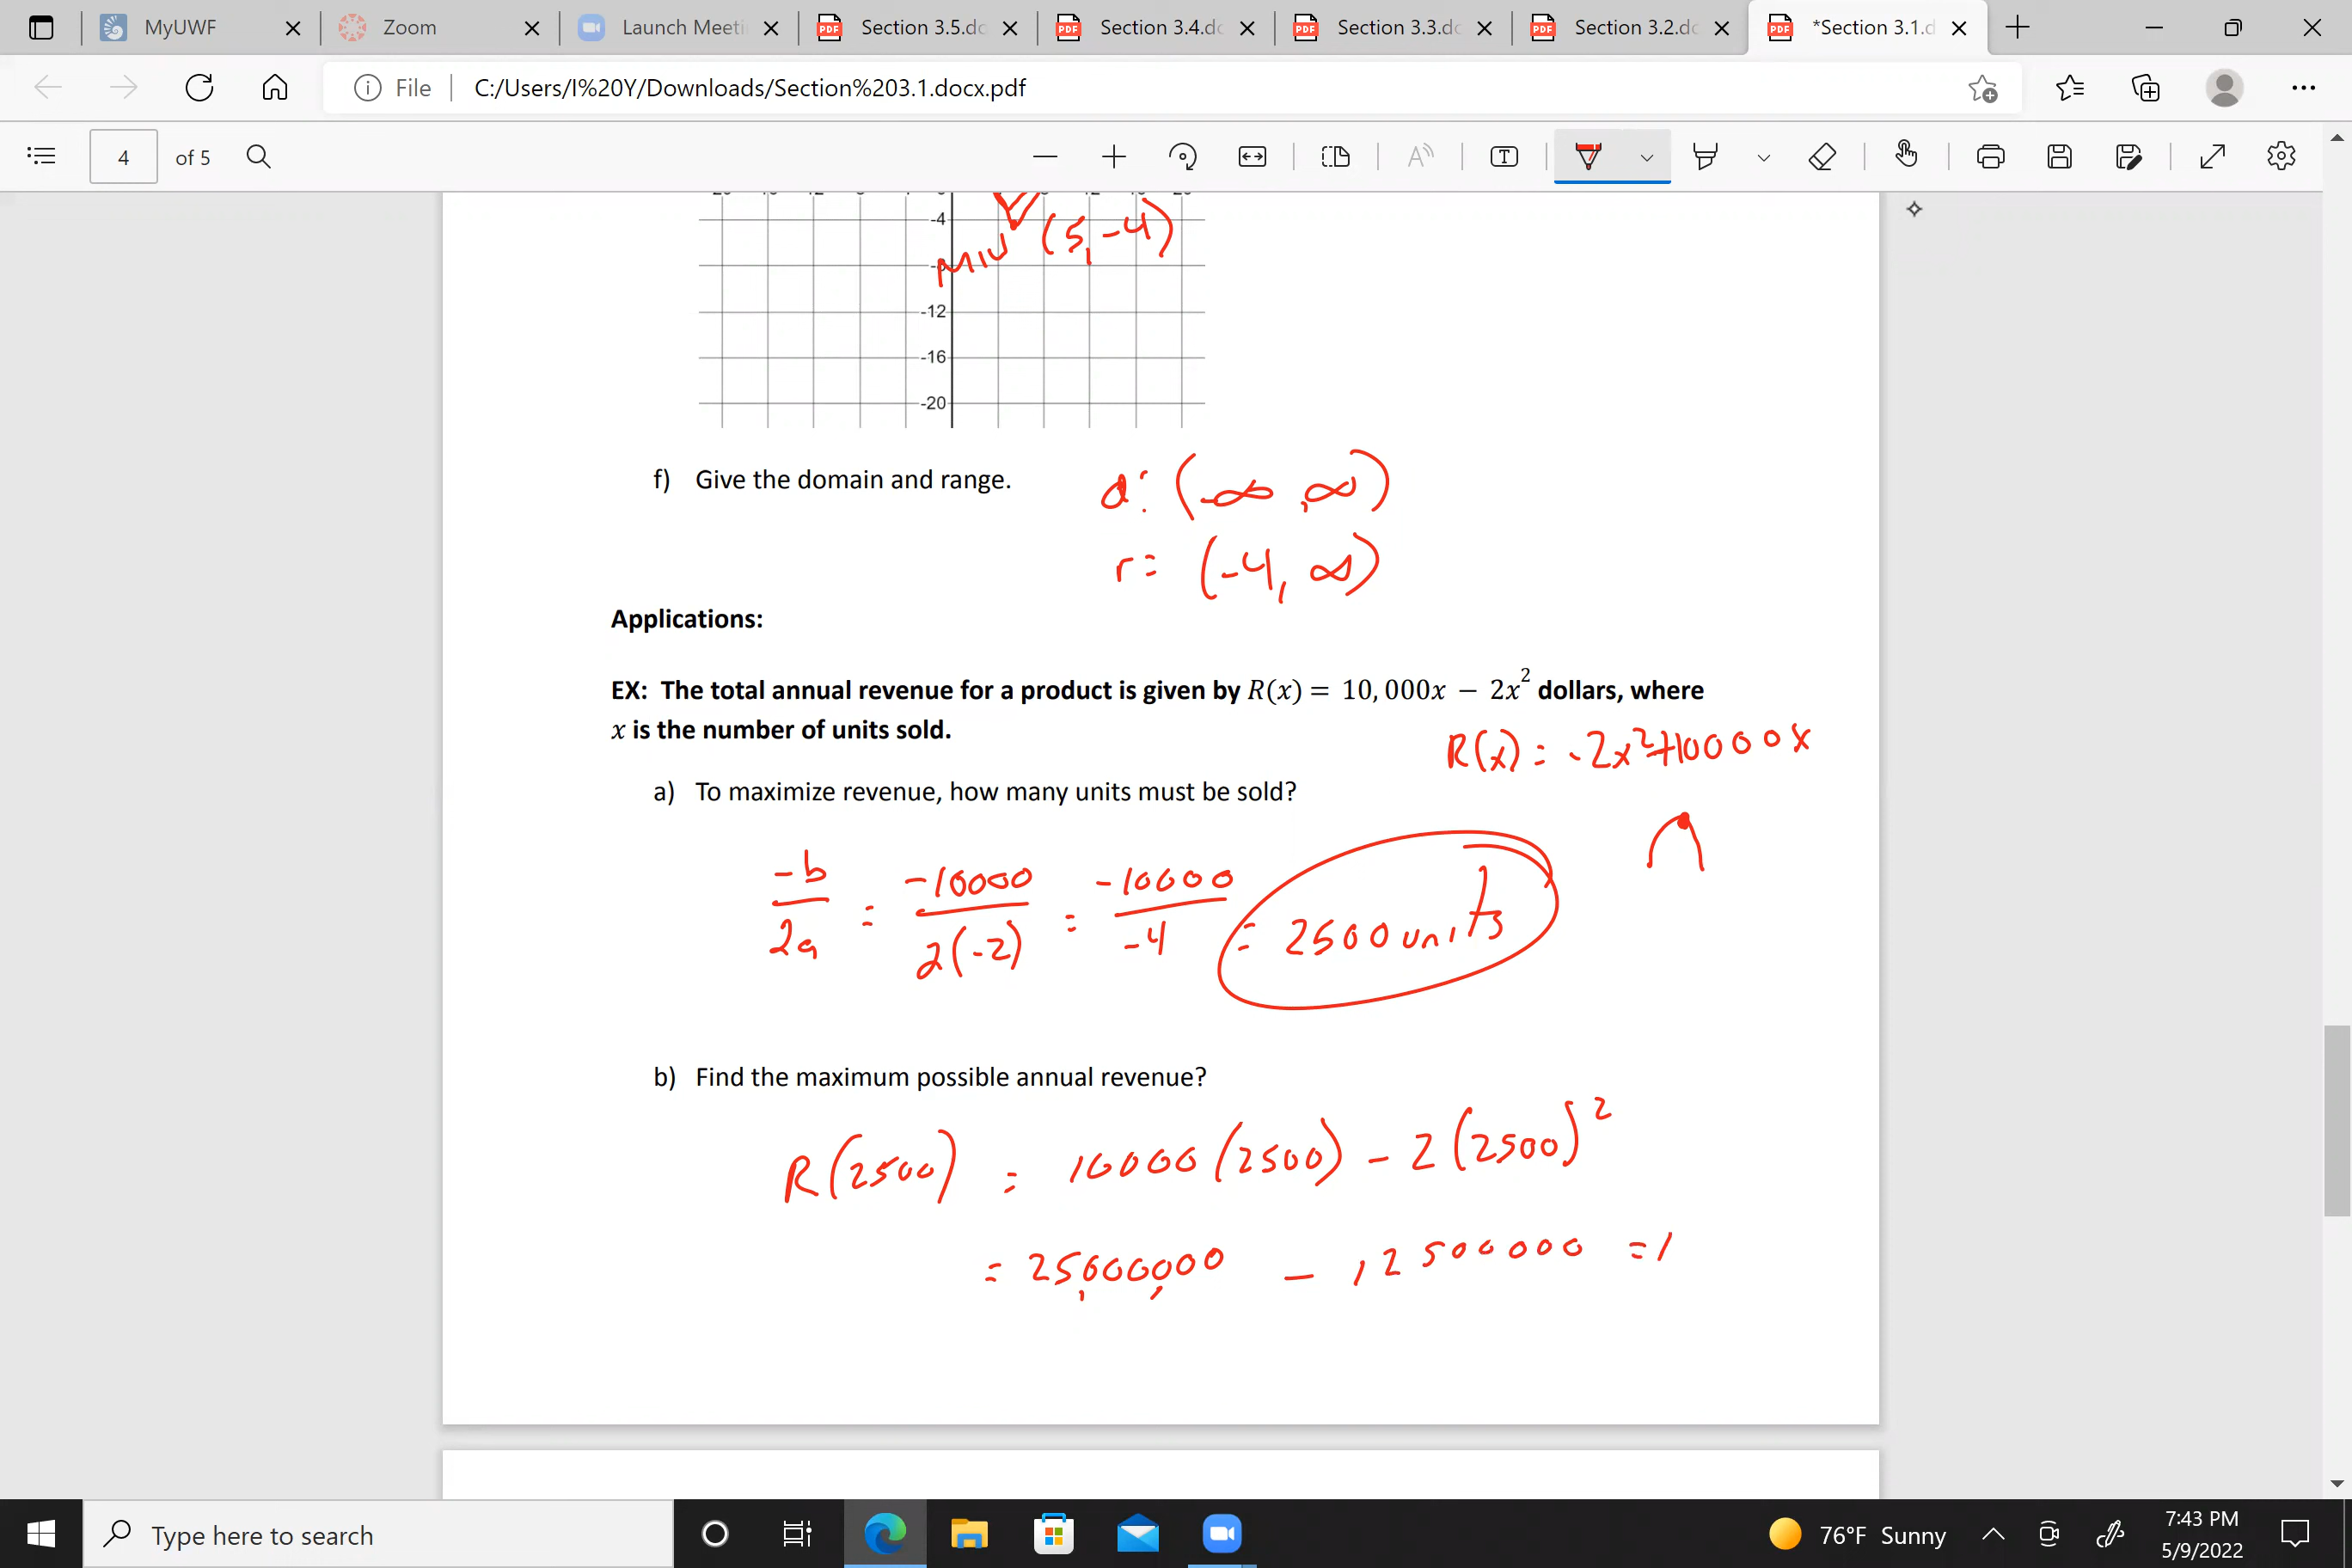 MyUWF
Zoom
Launch Meeti
Section 3.5.do
Section 3.4.dc
Section 3.3.dc
Section 3.2.dc
*Section 3.1.d
File
C:/Users/I%20Y/Downloads/Section%203.1.docx.pdf
4 of 5
-4
min (5, -4)
-8
-12
-16
-20
f) Give the domain and range.
d: (-∞, ∞)
r= (-4, ∞)
Applications:
EX: The total annual revenue for a product is given by R(x) = 10,000x − 2x² dollars, where
x is the number of units sold.
R(x) = -2x²+10000x
a) To maximize revenue, how many units must be sold?
-b/2a = -10000/2(-2) = -10000/-4 = 2500 units
b) Find the maximum possible annual revenue?
R(2500) = 10000(2500) - 2(2500)²
= 25,000,000 - 12500000 = 1
Type here to search
76°F Sunny
7:43 PM
5/9/2022